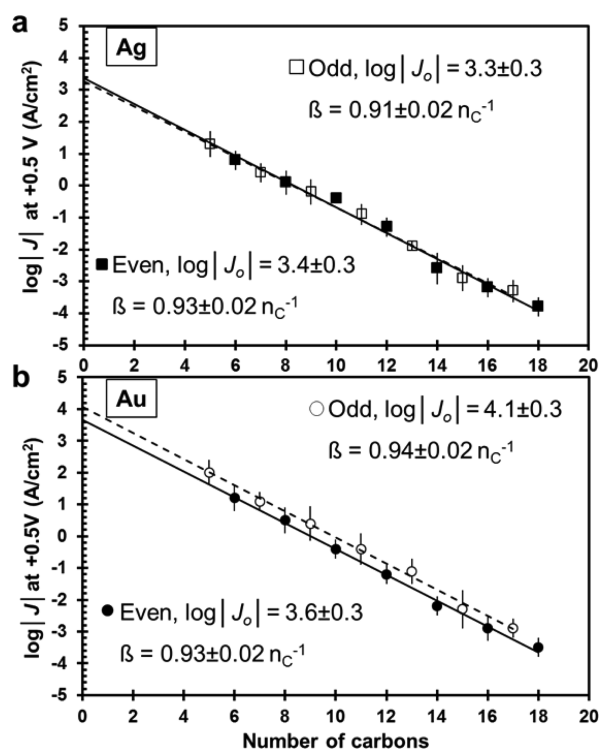 a
Ag
Odd, log|Jo| = 3.3±0.3
ß = 0.91±0.02 nC-1
Even, log|Jo| = 3.4±0.3
ß = 0.93±0.02 nC-1
log|J| at +0.5 V (A/cm2)
5
4
3
2
1
0
-1
-2
-3
-4
-5
0 2 4 6 8 10 12 14 16 18 20
b
Au
Odd, log|Jo| = 4.1±0.3
ß = 0.94±0.02 nC-1
Even, log|Jo| = 3.6±0.3
ß = 0.93±0.02 nC-1
log|J| at +0.5V (A/cm2)
5
4
3
2
1
0
-1
-2
-3
-4
-5
0 2 4 6 8 10 12 14 16 18 20
Number of carbons